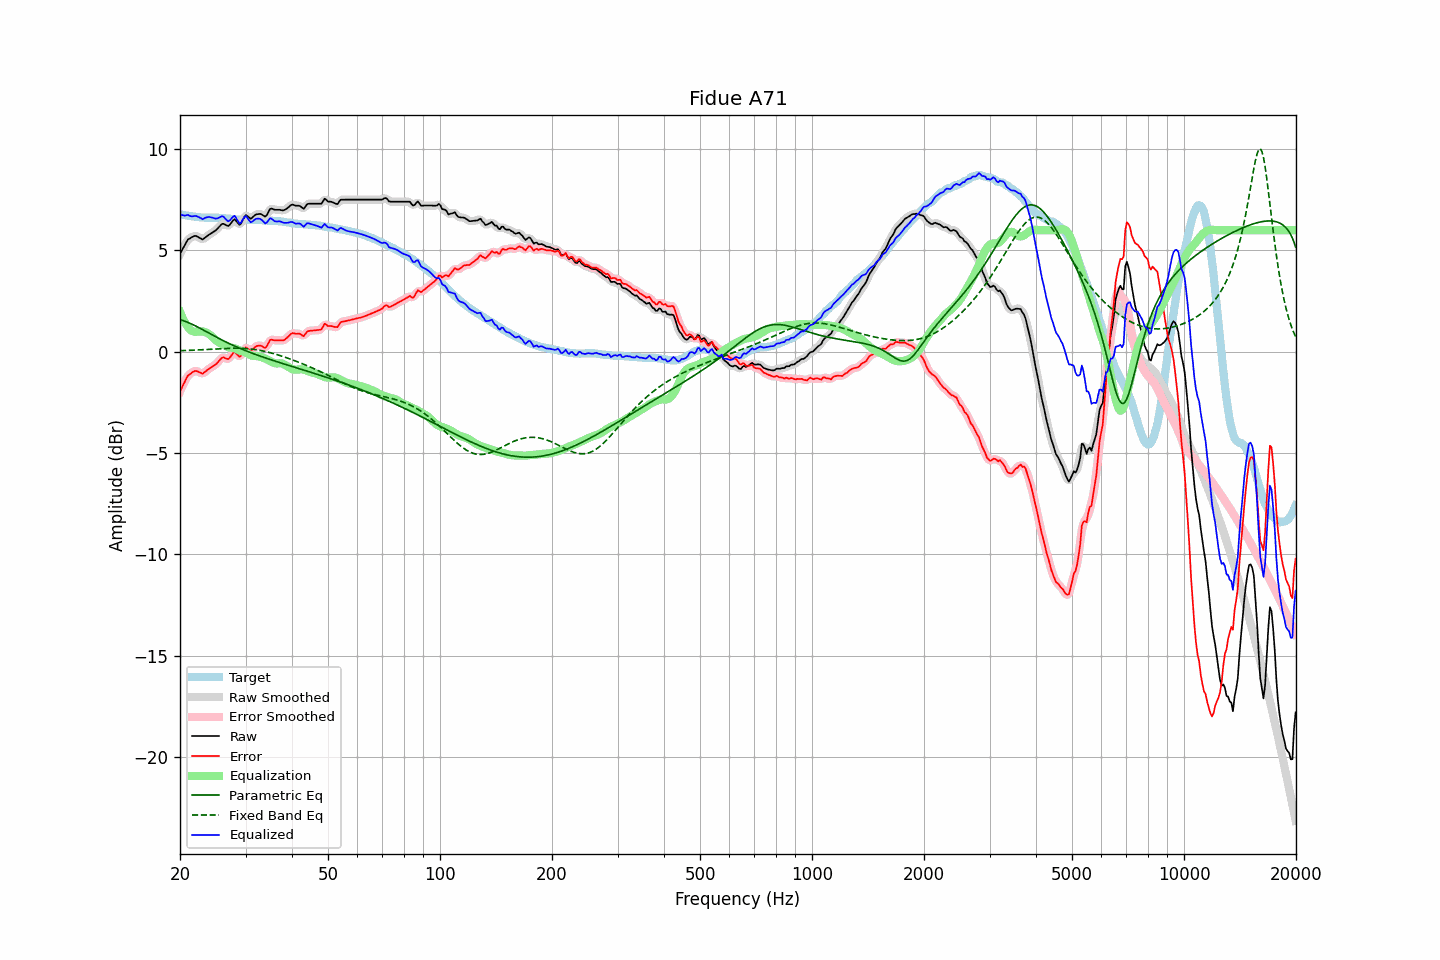 Fidue A71
Amplitude (dBr)
10
5
0
−5
−10
−15
−20
Target
Raw Smoothed
Error Smoothed
Raw
Error
Equalization
Parametric Eq
Fixed Band Eq
Equalized
20 50 100 200 500 1000 2000 5000 10000 20000
Frequency (Hz)